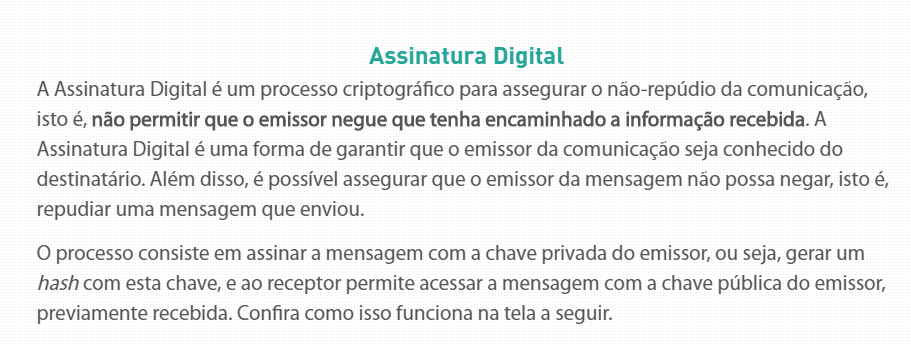 Assinatura Digital
A Assinatura Digital é um processo criptográfico para assegurar o não-repúdio da comunicação,
isto é, não permitir que o emissor negue que tenha encaminhado a informação recebida. A
Assinatura Digital é uma forma de garantir que o emissor da comunicação seja conhecido do
destinatário. Além disso, é possível assegurar que o emissor da mensagem não possa negar, isto é,
repudiar uma mensagem que enviou.
O processo consiste em assinar a mensagem com a chave privada do emissor, ou seja, gerar um
hash com esta chave, e ao receptor permite acessar a mensagem com a chave pública do emissor,
previamente recebida. Confira como isso funciona na tela a seguir.